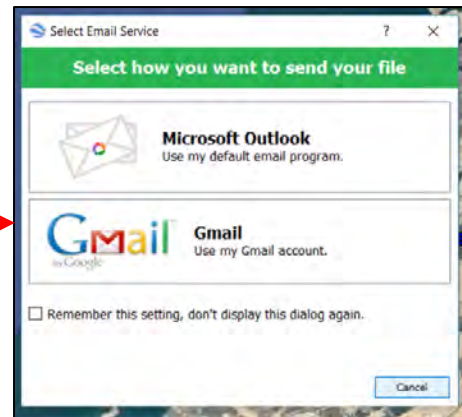 Select Email Service
Select how you want to send your file
Microsoft Outlook
Use my default email program.
Gmail
by Google
Gmail
Use my Gmail account.
Remember this setting, don't display this dialog again.
Cancel